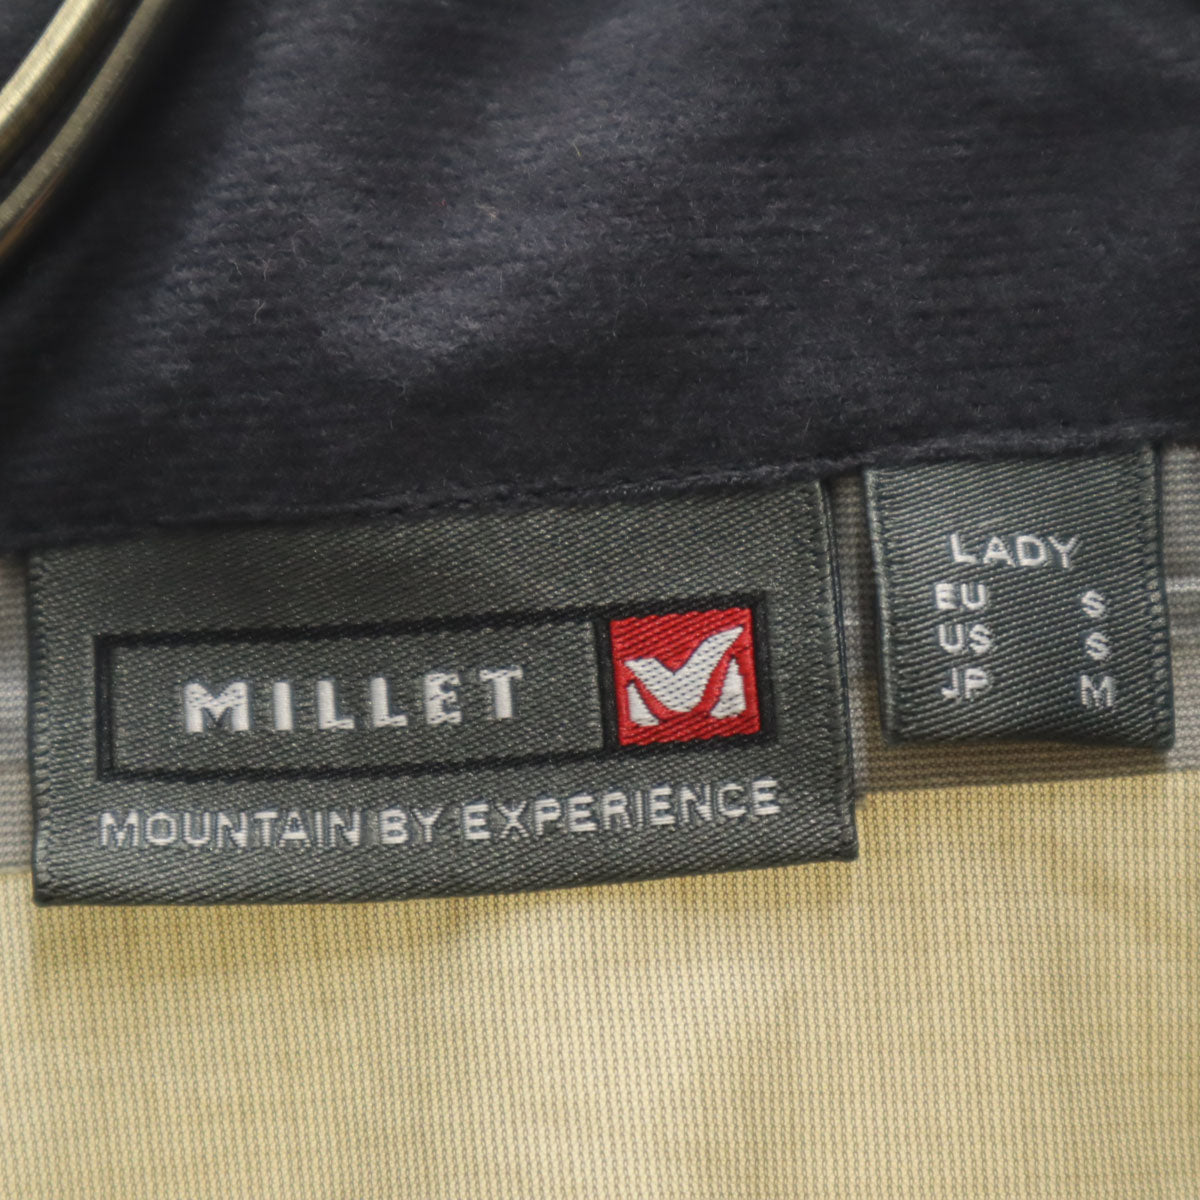 MILLET
MOUNTAIN BY EXPERIENCE
LADY
EU S
US S
JP M